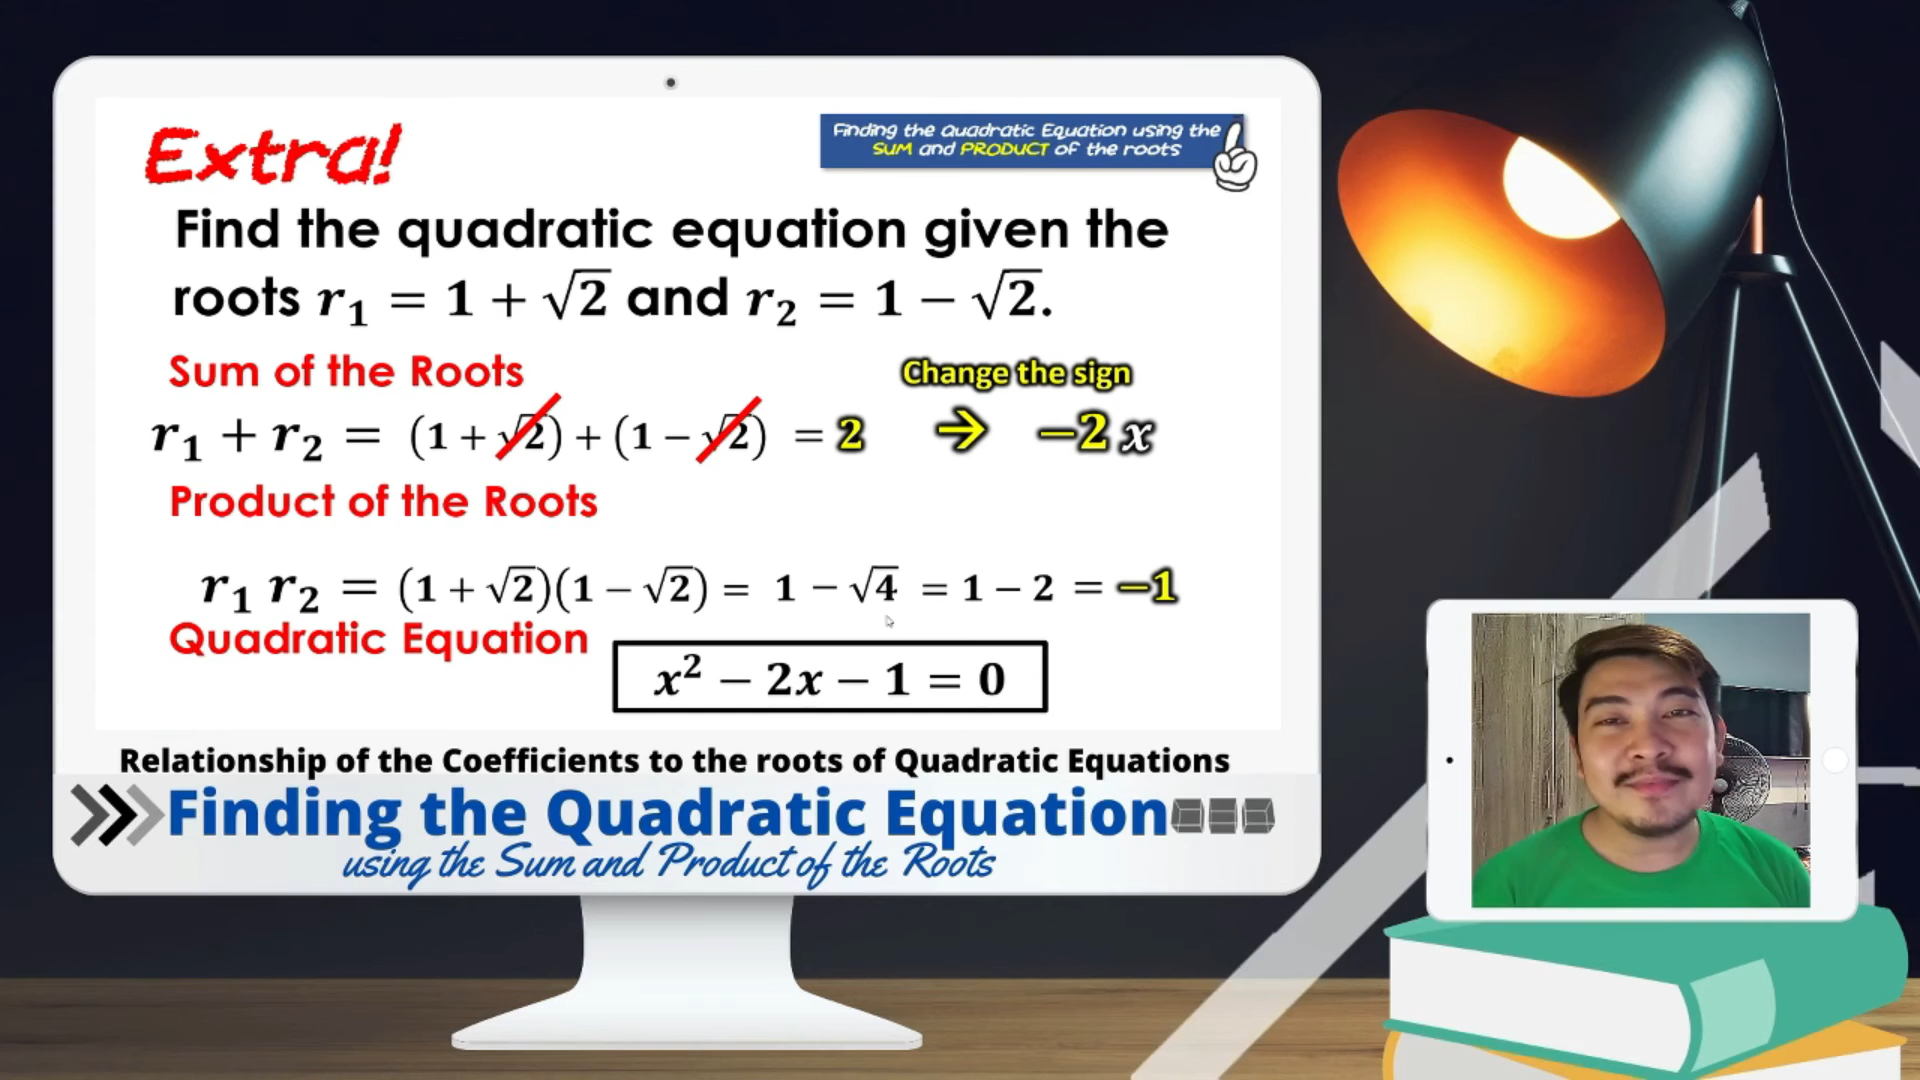 Extra!
Finding the Quadratic Equation using the
SUM and PRODUCT of the roots
Find the quadratic equation given the
roots r₁ = 1 + √2 and r₂ = 1 − √2.
Sum of the Roots
Change the sign
r₁ + r₂ = (1 + √2) + (1 − √2) = 2 → −2 x
Product of the Roots
r₁ r₂ = (1 + √2)(1 − √2) = 1 − √4 = 1 − 2 = −1
Quadratic Equation
x² − 2x − 1 = 0
Relationship of the Coefficients to the roots of Quadratic Equations
Finding the Quadratic Equation
using the Sum and Product of the Roots